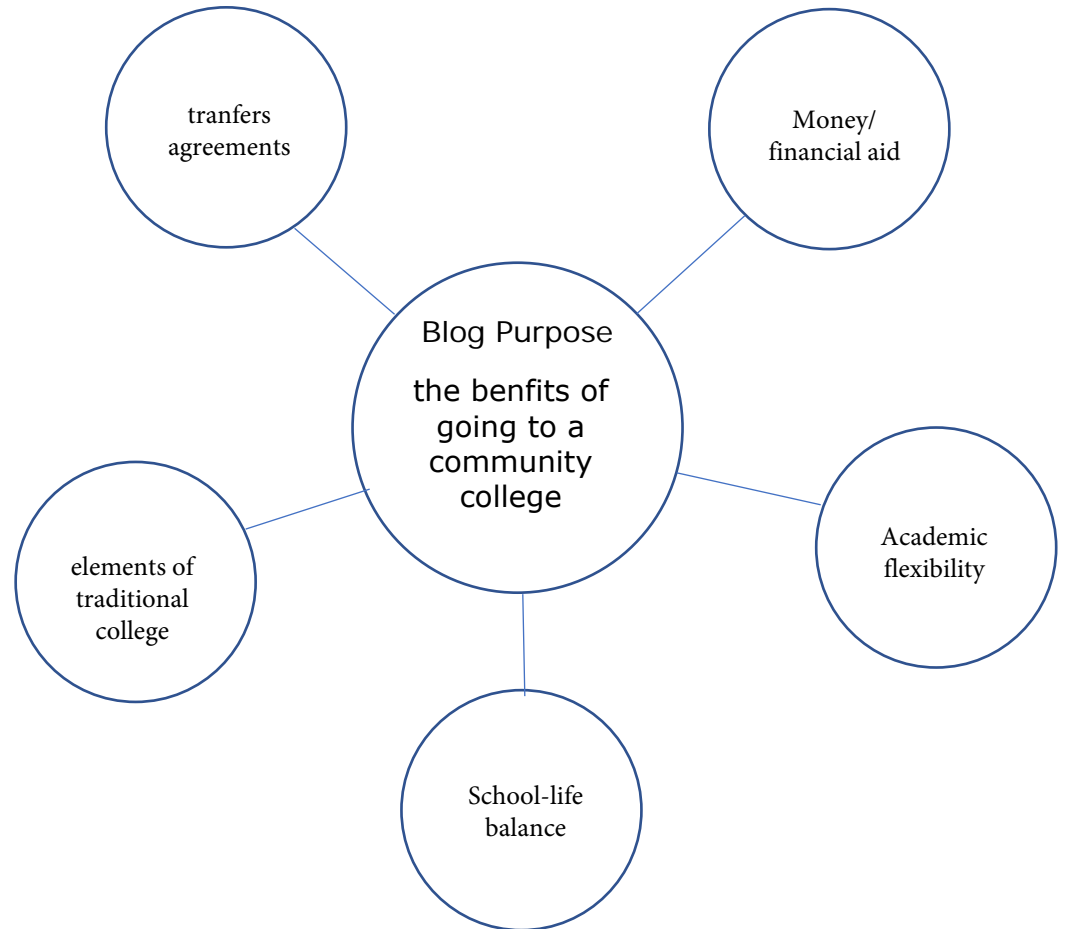 tranfers
agreements
Money/
financial aid
Blog Purpose
the benfits of
going to a
community
college
Academic
flexibility
elements of
traditional
college
School-life
balance